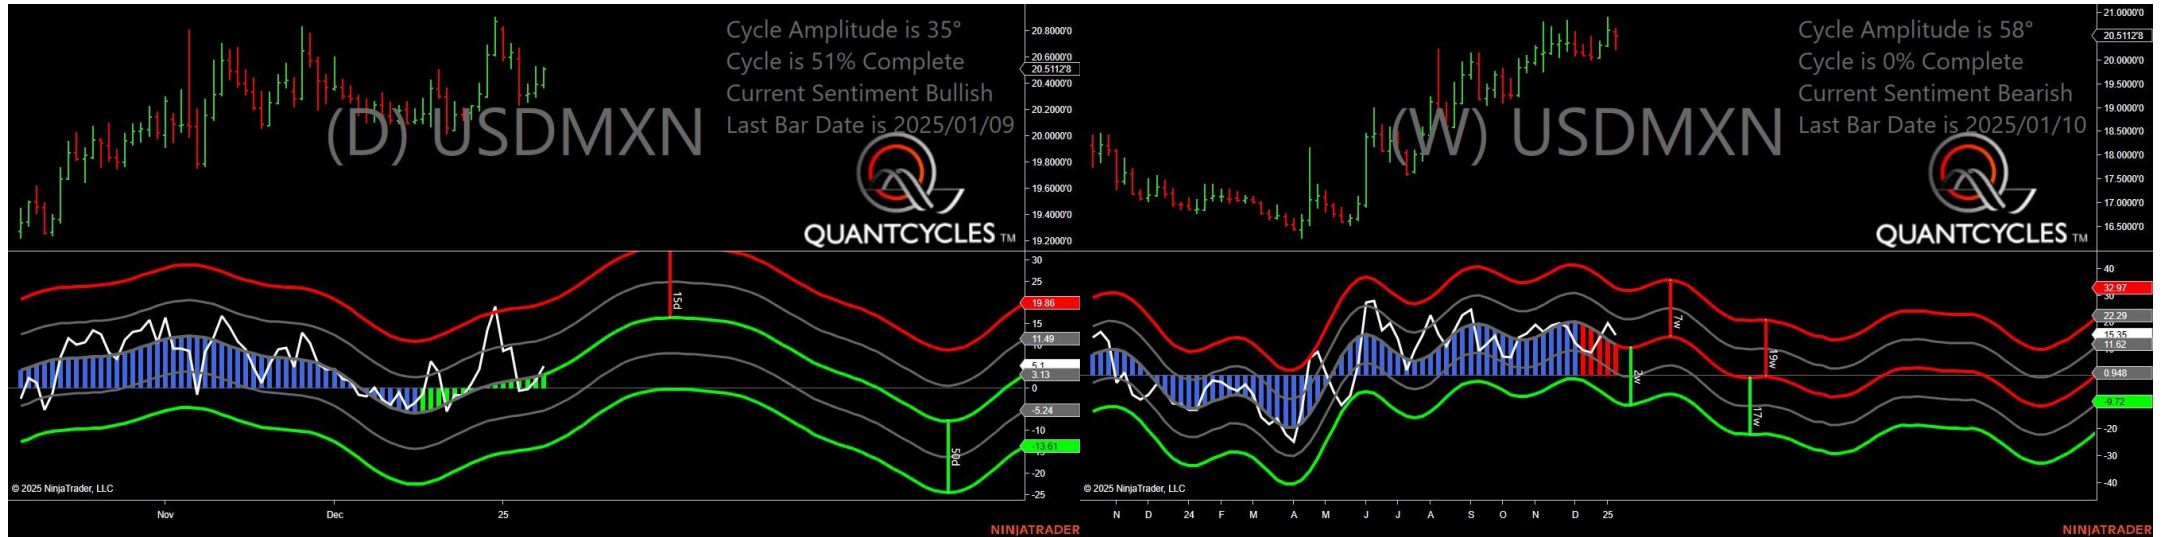 Cycle Amplitude is 35°
Cycle is 51% Complete
Current Sentiment Bullish
Last Bar Date is 2025/01/09
(D) USDMXN
QUANTCYCLES TM
20.8000'0
20.6000'0
20.5112'8
20.4000'0
20.2000'0
20.0000'0
19.8000'0
19.6000'0
19.4000'0
19.2000'0
30
25
19.86
15
11.49
10
5.1
3.13
0
-5.24
-10
-13.61
-20
-25
15d
50d
© 2025 NinjaTrader, LLC
Nov Dec 25
NINJATRADER
Cycle Amplitude is 58°
Cycle is 0% Complete
Current Sentiment Bearish
Last Bar Date is 2025/01/10
(W) USDMXN
QUANTCYCLES TM
21.0000'0
20.5112'8
20.0000'0
19.5000'0
19.0000'0
18.5000'0
18.0000'0
17.5000'0
17.0000'0
16.5000'0
40
32.97
30
22.29
15.35
11.62
0.948
-9.72
-20
-30
-40
2w
7w
17w
19w
© 2025 NinjaTrader, LLC
N D 24 F M A M J J A S O N D 25
NINJATRADER